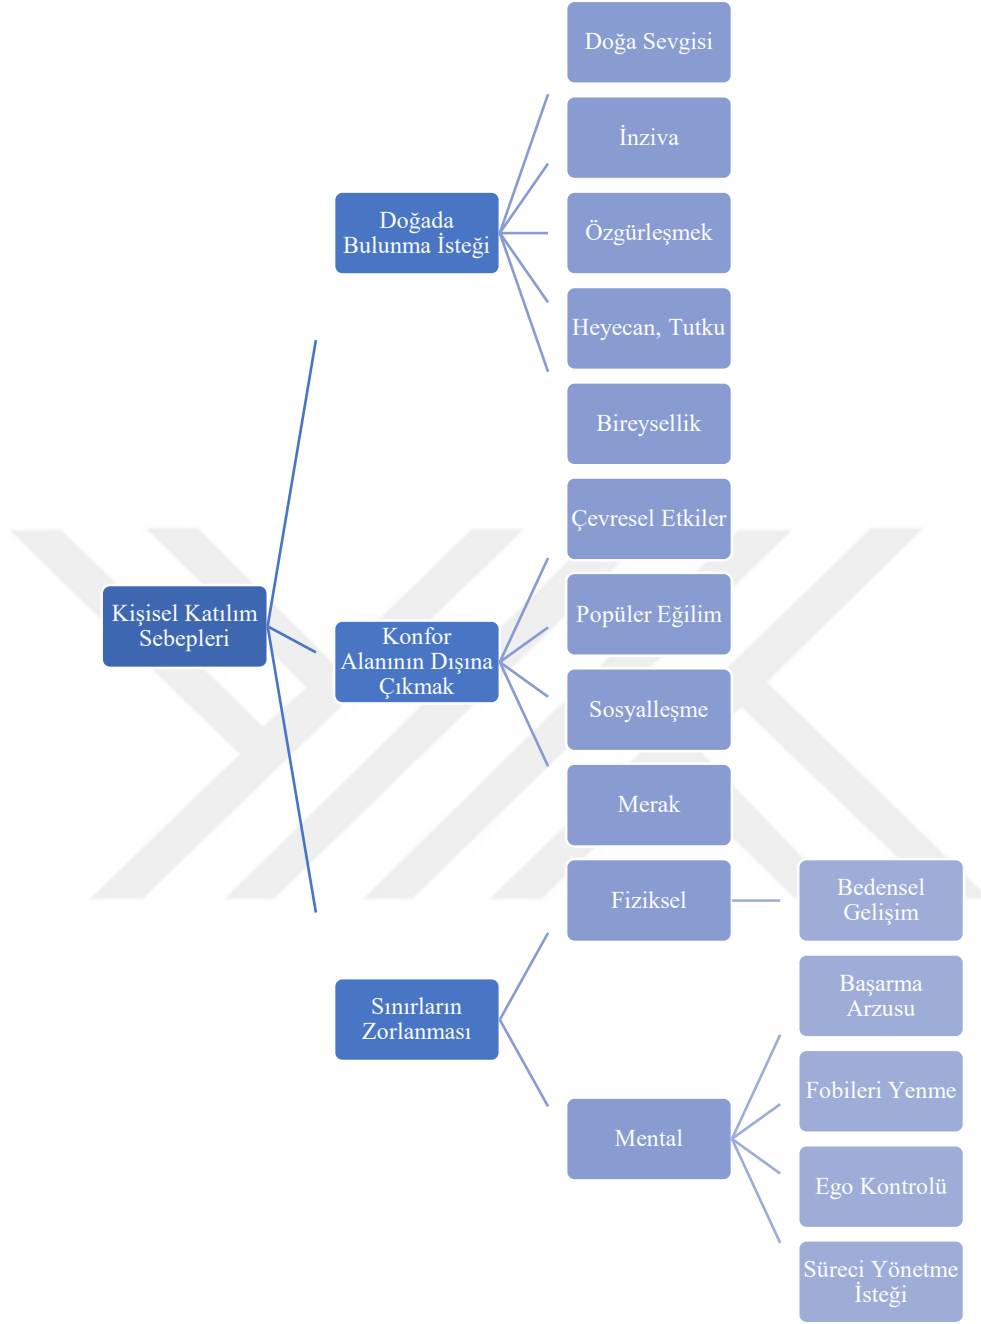 Kişisel Katılım
Sebepleri
Doğada
Bulunma İsteği
Doğa Sevgisi
İnziva
Özgürleşmek
Heyecan, Tutku
Bireysellik
Konfor
Alanının Dışına
Çıkmak
Çevresel Etkiler
Popüler Eğilim
Sosyalleşme
Merak
Sınırların
Zorlanması
Fiziksel
Bedensel
Gelişim
Mental
Başarma
Arzusu
Fobileri Yenme
Ego Kontrolü
Süreci Yönetme
İsteği